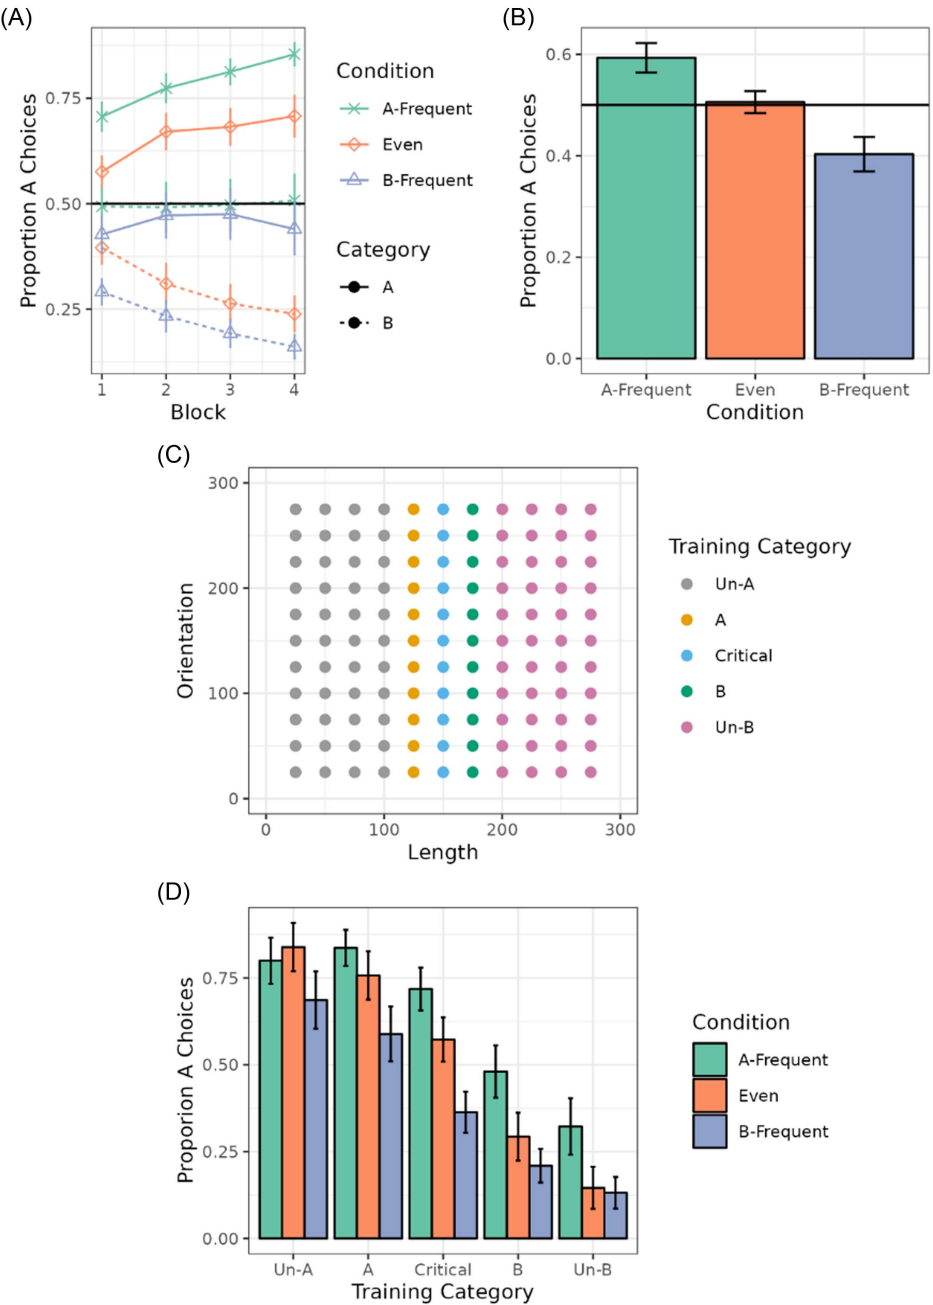 (A)
Proportion A Choices
0.75
0.50
0.25
1 2 3 4
Block
Condition
A-Frequent
Even
B-Frequent
Category
A
B
(B)
Proportion A Choices
0.6
0.4
0.2
0.0
A-Frequent Even B-Frequent
Condition
(C)
Orientation
300
200
100
0
0 100 200 300
Length
Training Category
Un-A
A
Critical
B
Un-B
(D)
Proporion A Choices
0.75
0.50
0.25
0.00
Un-A A Critical B Un-B
Training Category
Condition
A-Frequent
Even
B-Frequent